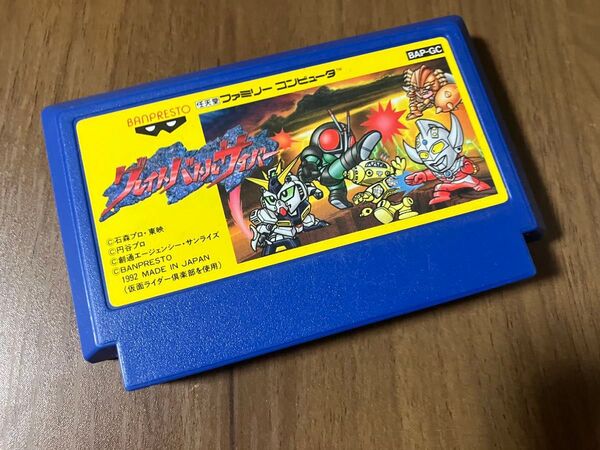 BANPRESTO
任天堂 ファミリー コンピュータ™
BAP-GC
グレイトバトルサイバー
©石森プロ・東映
©円谷プロ
©創通エージェンシー・サンライズ
©BANPRESTO
1992 MADE IN JAPAN
(仮面ライダー倶楽部を使用)